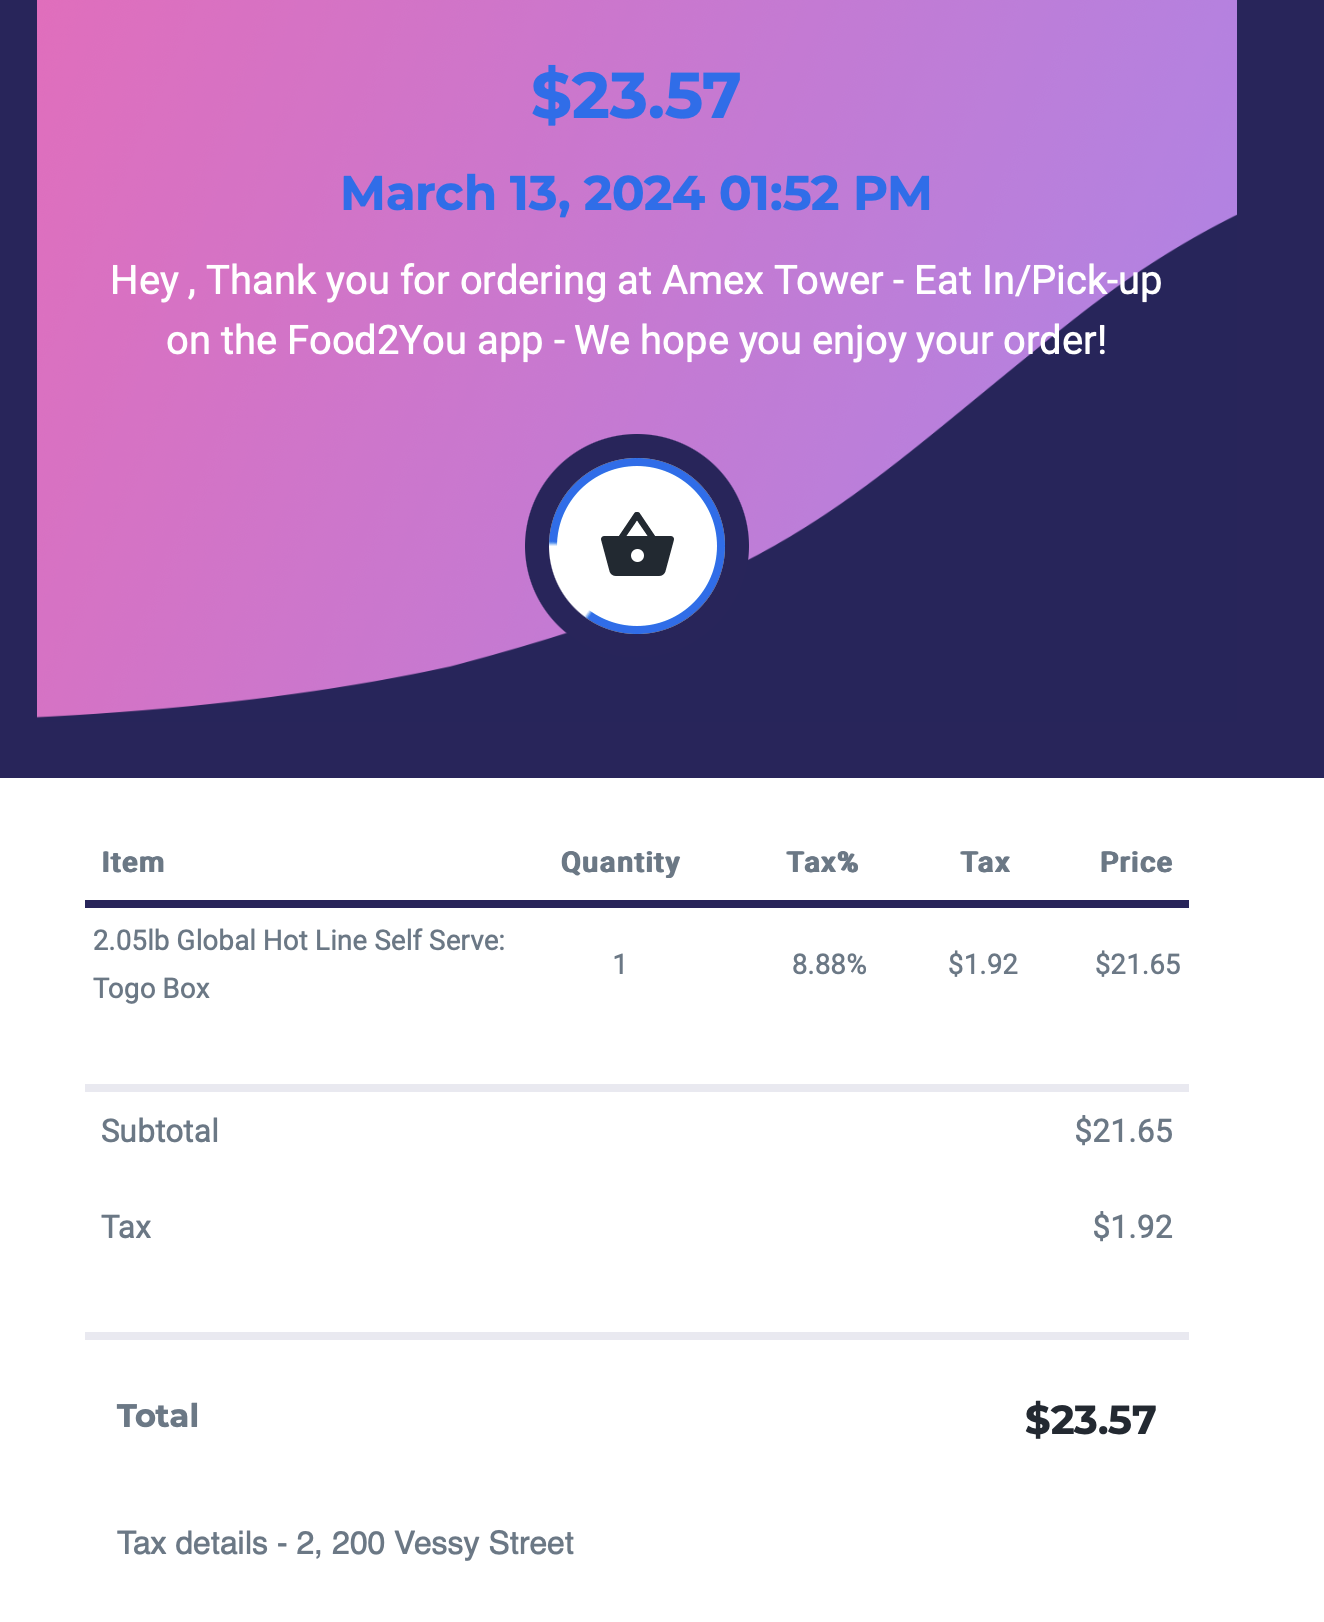 $23.57
March 13, 2024 01:52 PM
Hey , Thank you for ordering at Amex Tower - Eat In/Pick-up
on the Food2You app - We hope you enjoy your order!
Item Quantity Tax% Tax Price
2.05lb Global Hot Line Self Serve:
Togo Box 1 8.88% $1.92 $21.65
Subtotal $21.65
Tax $1.92
Total $23.57
Tax details - 2, 200 Vessy Street